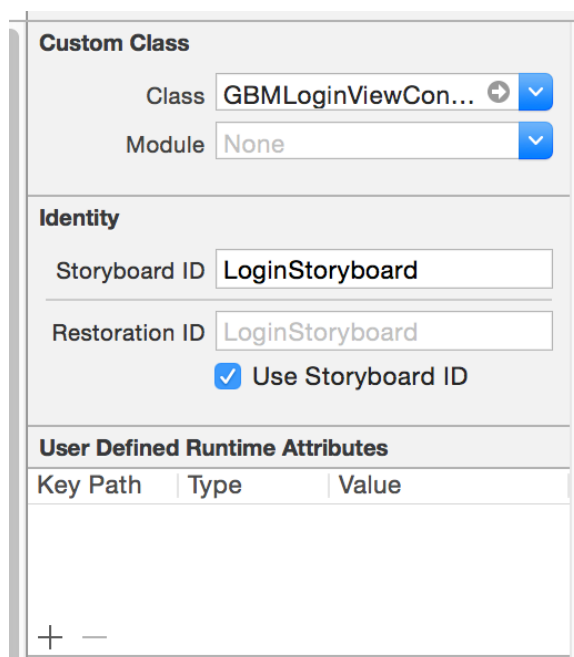 Custom Class
Class GBMLoginViewCon...
Module None
Identity
Storyboard ID LoginStoryboard
Restoration ID LoginStoryboard
Use Storyboard ID
User Defined Runtime Attributes
Key Path Type Value